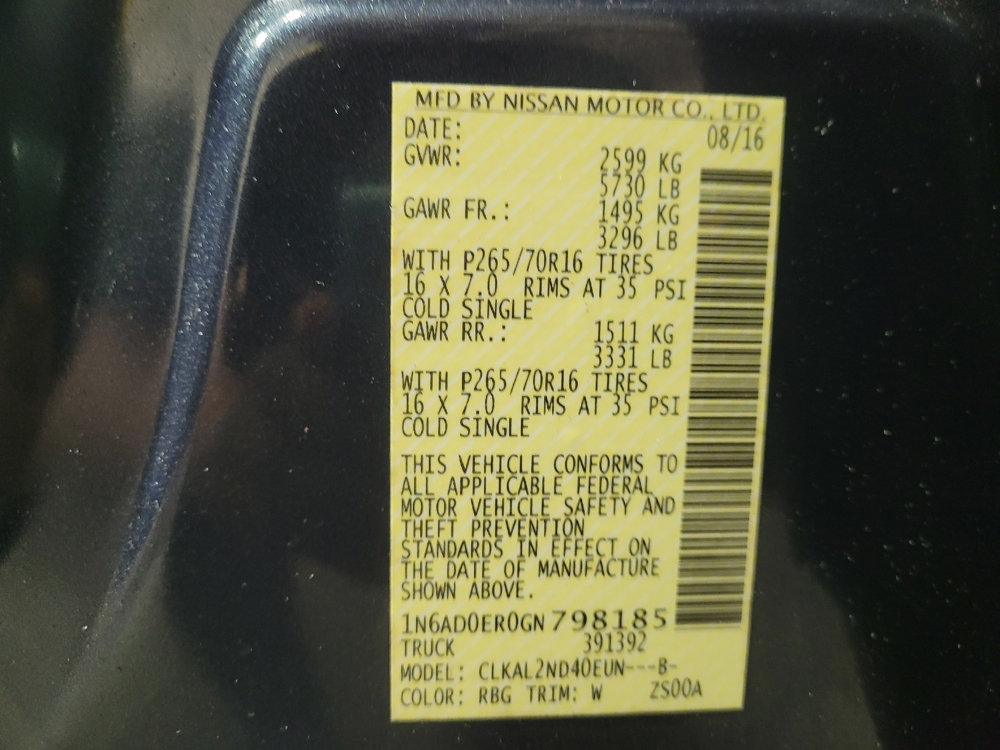 MFD BY NISSAN MOTOR CO., LTD.
DATE: 08/16
GVWR: 2599 KG
5730 LB
GAWR FR.: 1495 KG
3296 LB
WITH P265/70R16 TIRES
16 X 7.0 RIMS AT 35 PSI
COLD SINGLE
GAWR RR.: 1511 KG
3331 LB
WITH P265/70R16 TIRES
16 X 7.0 RIMS AT 35 PSI
COLD SINGLE
THIS VEHICLE CONFORMS TO
ALL APPLICABLE FEDERAL
MOTOR VEHICLE SAFETY AND
THEFT PREVENTION
STANDARDS IN EFFECT ON
THE DATE OF MANUFACTURE
SHOWN ABOVE.
1N6AD0ER0GN798185
TRUCK 391392
MODEL: CLKAL2ND40EUN---B-
COLOR: RBG TRIM: W ZS00A